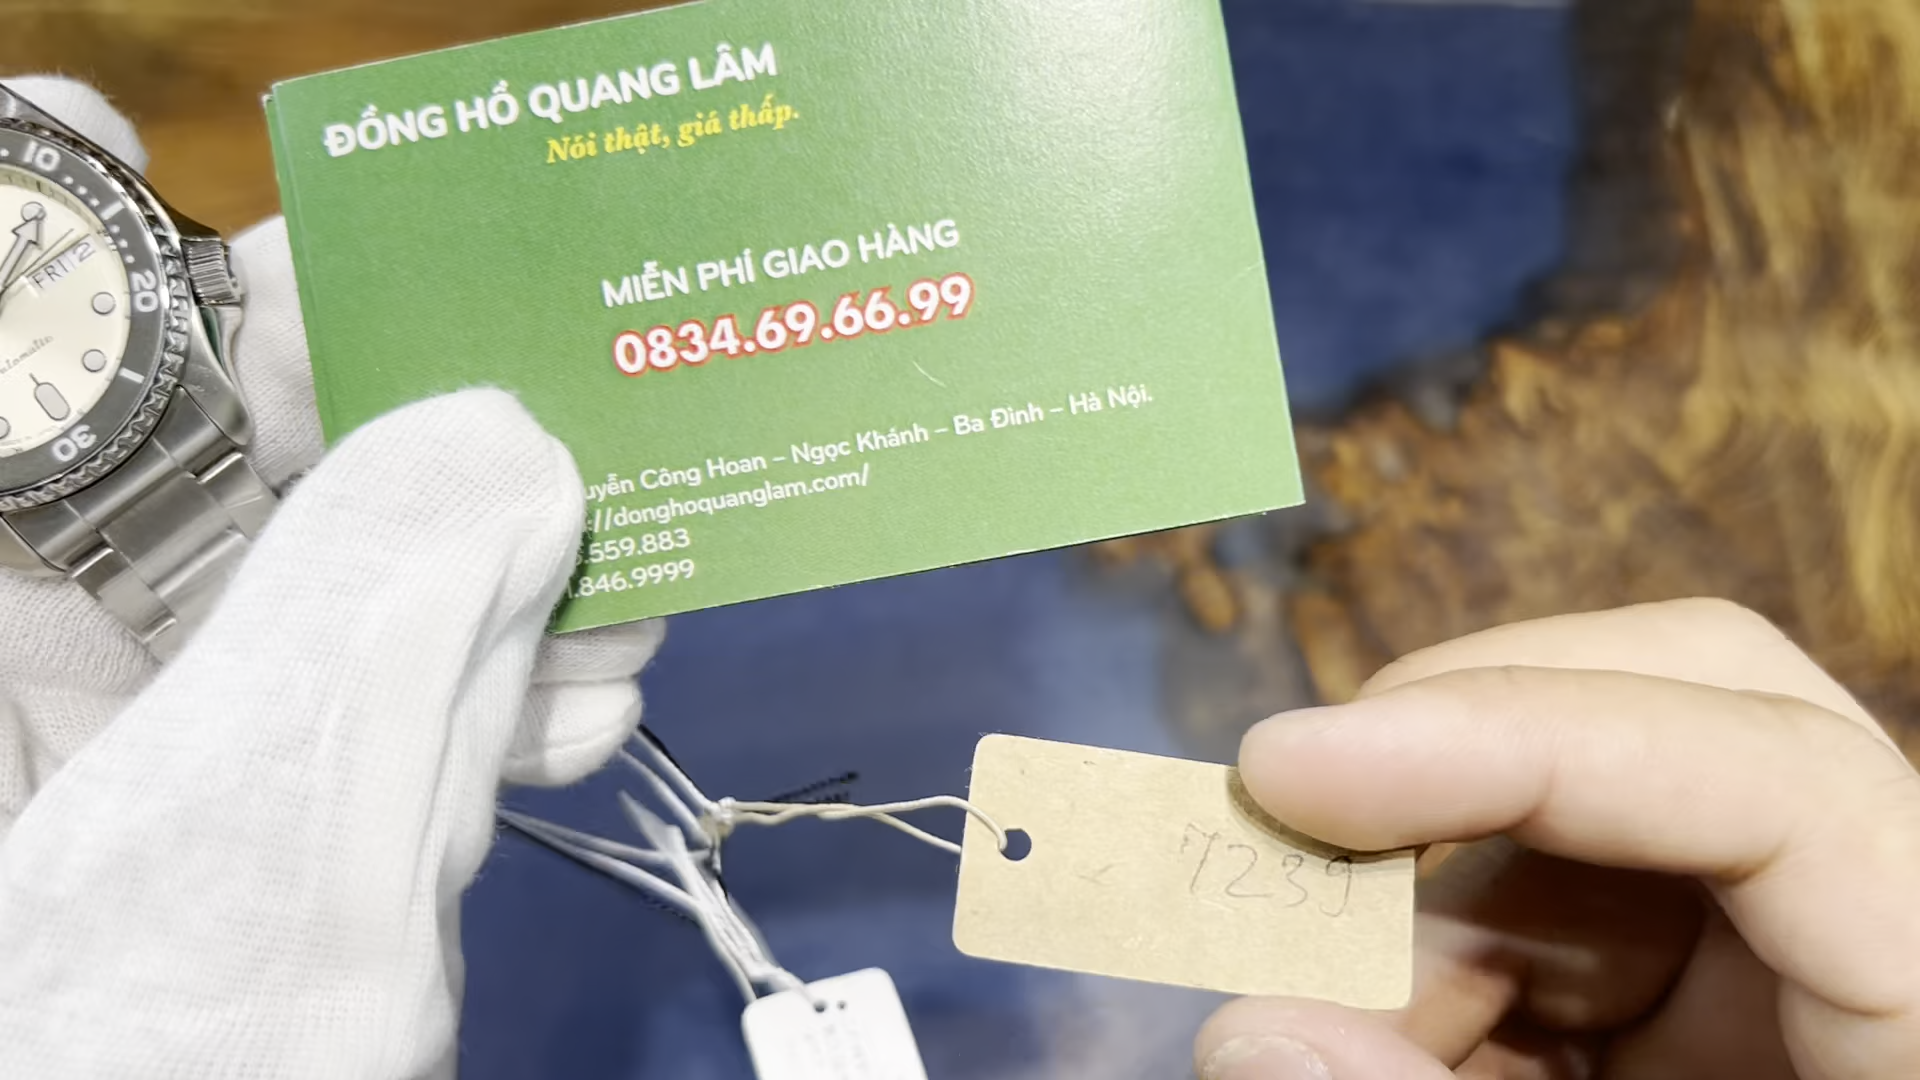 ĐỒNG HỒ QUANG LÂM
Nói thật, giá thấp.
MIỄN PHÍ GIAO HÀNG
0834.69.66.99
uyễn Công Hoan – Ngọc Khánh – Ba Đình – Hà Nội.
//donghoquanglam.com/
.559.883
.846.9999
10
FRI 2
20
30
7239